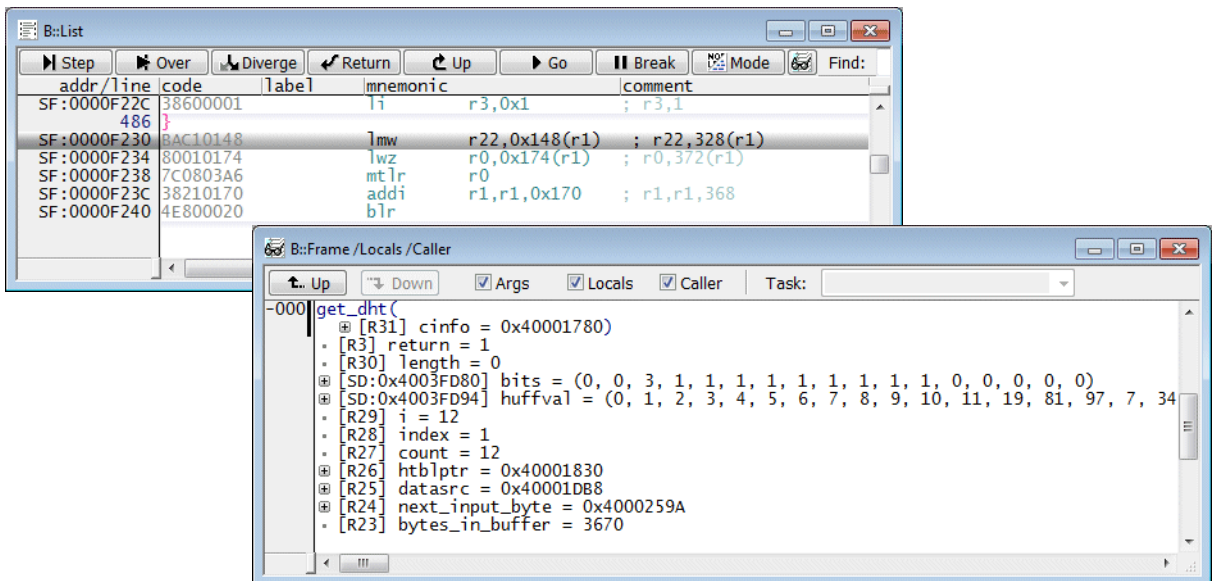 B::List
Step Over Diverge Return Up Go Break Mode Find:
addr/line code label mnemonic comment
SF:0000F22C 38600001 li r3,0x1 ; r3,1
486 }
SF:0000F230 BAC10148 lmw r22,0x148(r1) ; r22,328(r1)
SF:0000F234 80010174 lwz r0,0x174(r1) ; r0,372(r1)
SF:0000F238 7C0803A6 mtlr r0
SF:0000F23C 38210170 addi r1,r1,0x170 ; r1,r1,368
SF:0000F240 4E800020 blr
B::Frame /Locals /Caller
Up Down Args Locals Caller Task:
-000 get_dht(
[R31] cinfo = 0x40001780)
[R3] return = 1
[R30] length = 0
[SD:0x4003FD80] bits = (0, 0, 3, 1, 1, 1, 1, 1, 1, 1, 1, 1, 0, 0, 0, 0, 0)
[SD:0x4003FD94] huffval = (0, 1, 2, 3, 4, 5, 6, 7, 8, 9, 10, 11, 19, 81, 97, 7, 34
[R29] i = 12
[R28] index = 1
[R27] count = 12
[R26] htblptr = 0x40001830
[R25] datasrc = 0x40001DB8
[R24] next_input_byte = 0x4000259A
[R23] bytes_in_buffer = 3670